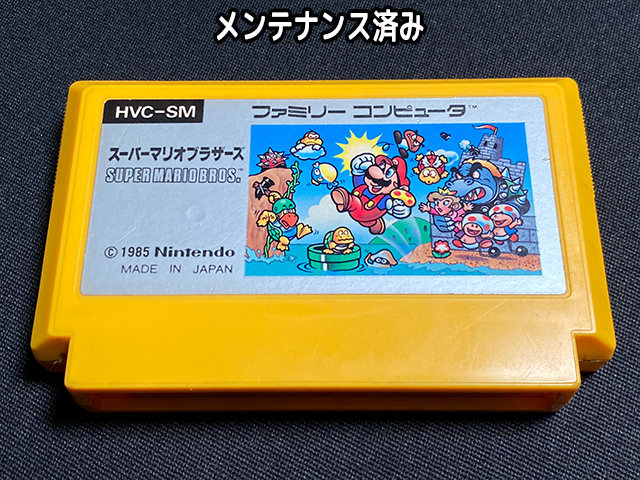 メンテナンス済み
HVC-SM
ファミリー コンピュータ™
スーパーマリオブラザーズ
SUPER MARIO BROS.™
© 1985 Nintendo
MADE IN JAPAN